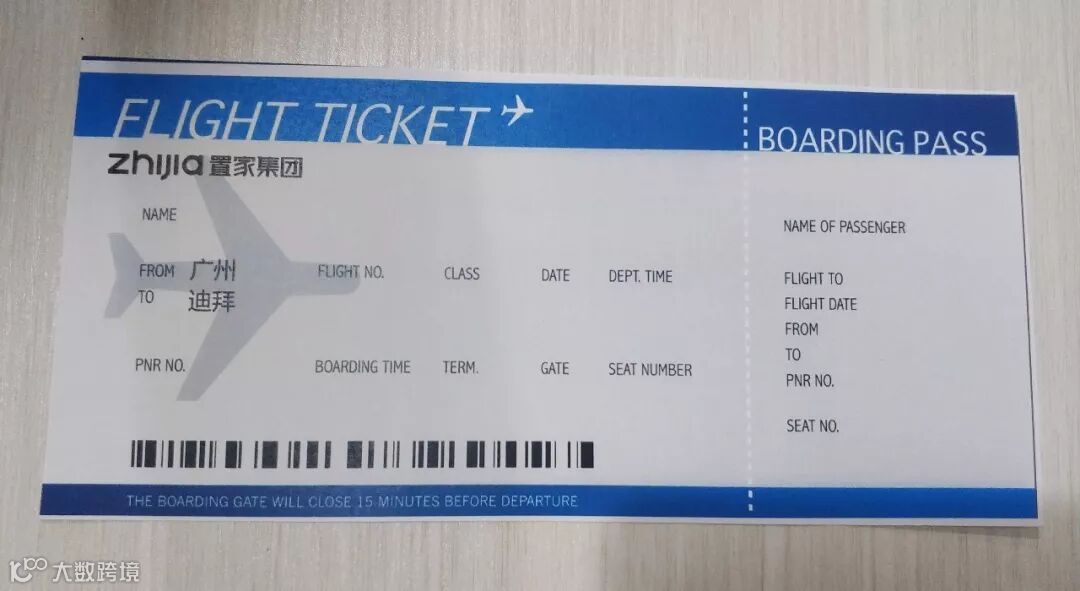 FLIGHT TICKET
BOARDING PASS
zhijia 置家集团
NAME
FROM 广州 FLIGHT NO. CLASS DATE DEPT. TIME
TO 迪拜
PNR NO. BOARDING TIME TERM. GATE SEAT NUMBER
THE BOARDING GATE WILL CLOSE 15 MINUTES BEFORE DEPARTURE
NAME OF PASSENGER
FLIGHT TO
FLIGHT DATE
FROM
TO
PNR NO.
SEAT NO.
大数跨境